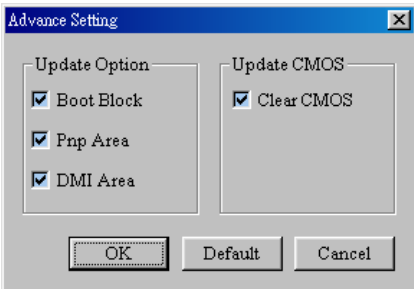 Advance Setting
Update Option
Boot Block
Pnp Area
DMI Area
Update CMOS
Clear CMOS
OK
Default
Cancel